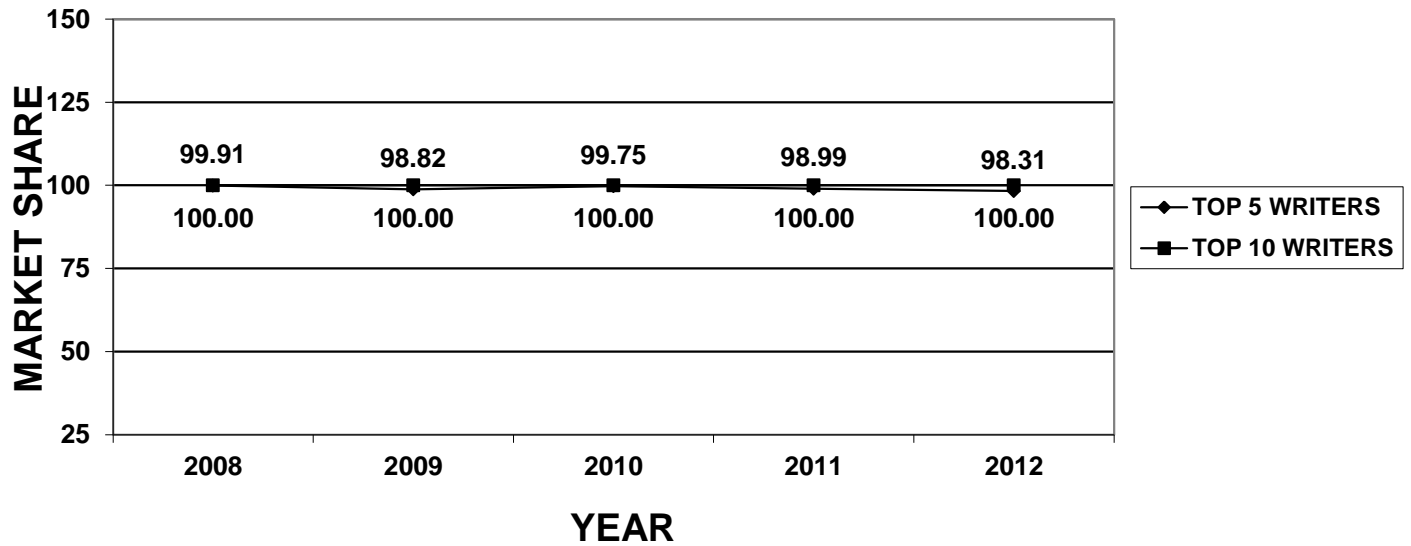 150
125
100
75
50
25
MARKET SHARE
99.91 98.82 99.75 98.99 98.31
100.00 100.00 100.00 100.00 100.00
2008 2009 2010 2011 2012
YEAR
TOP 5 WRITERS
TOP 10 WRITERS